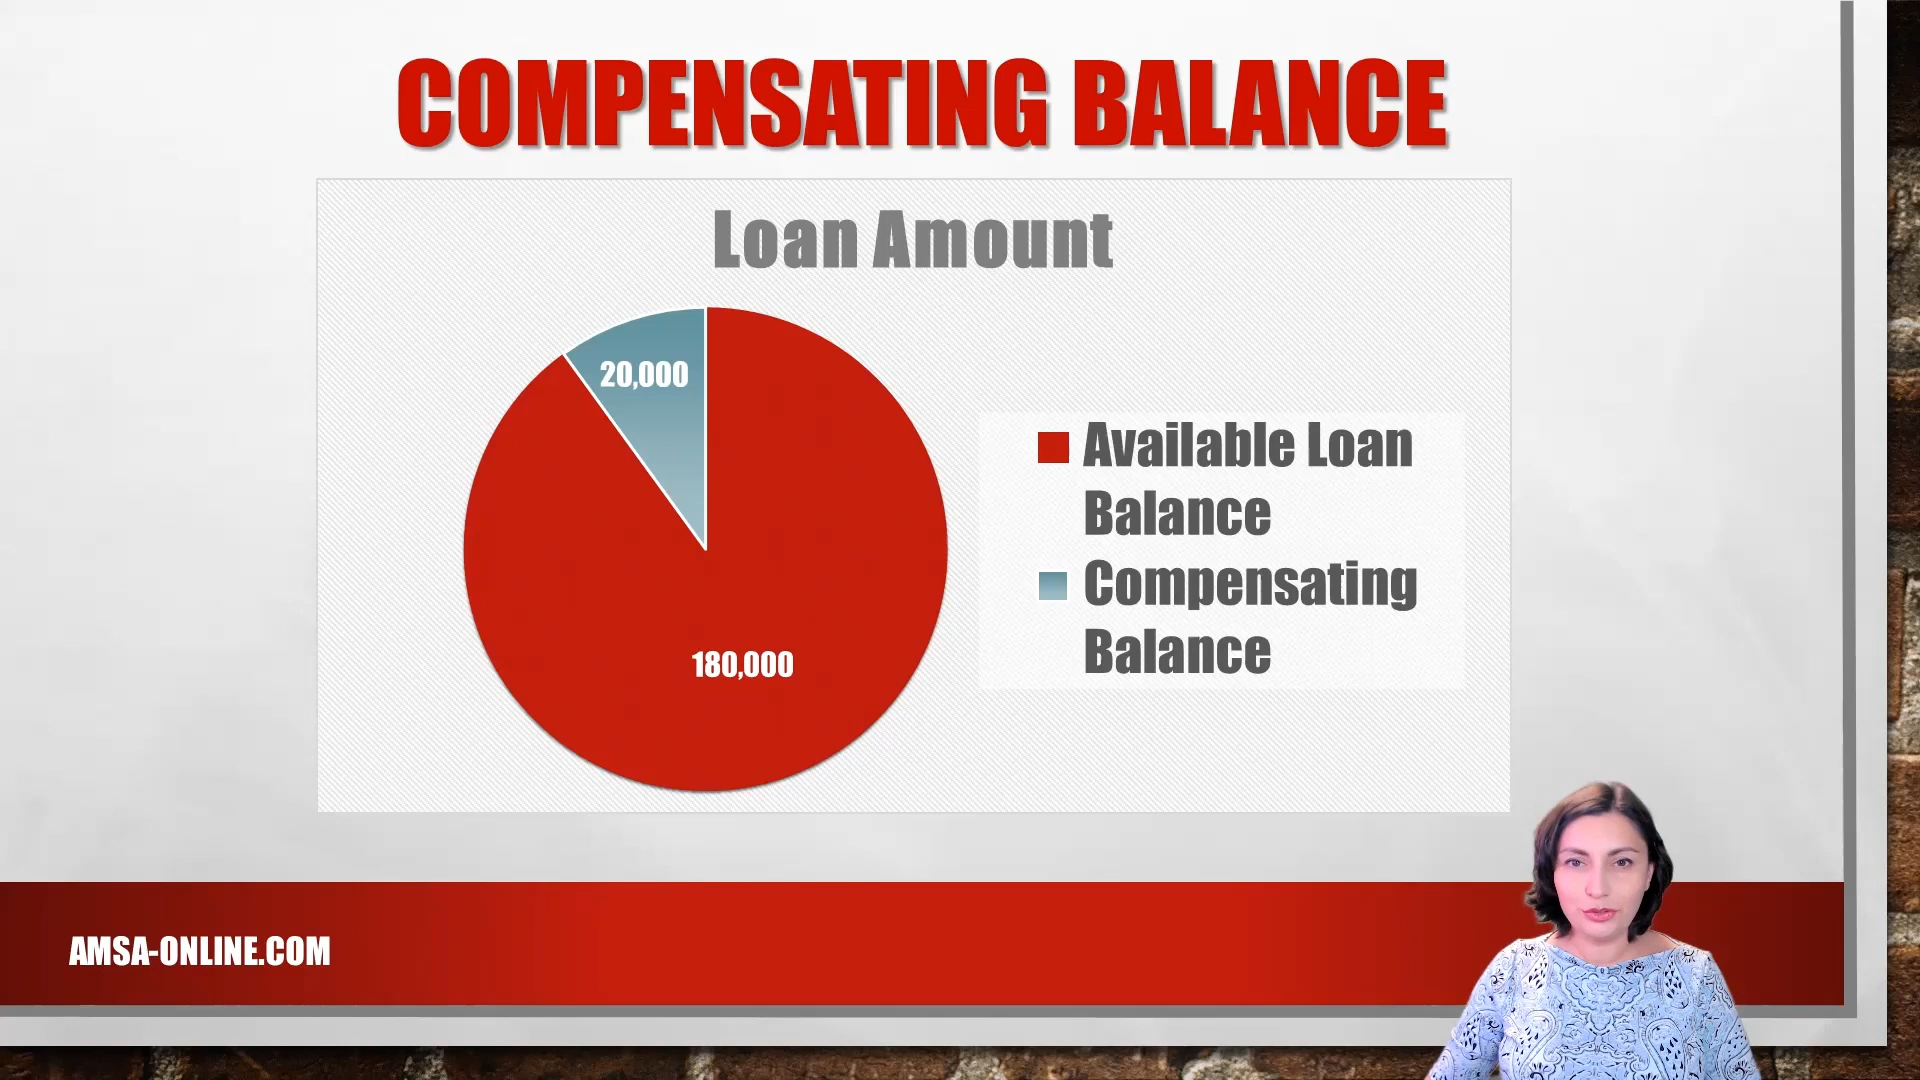 COMPENSATING BALANCE
Loan Amount
20,000
180,000
Available Loan
Balance
Compensating
Balance
AMSA-ONLINE.COM